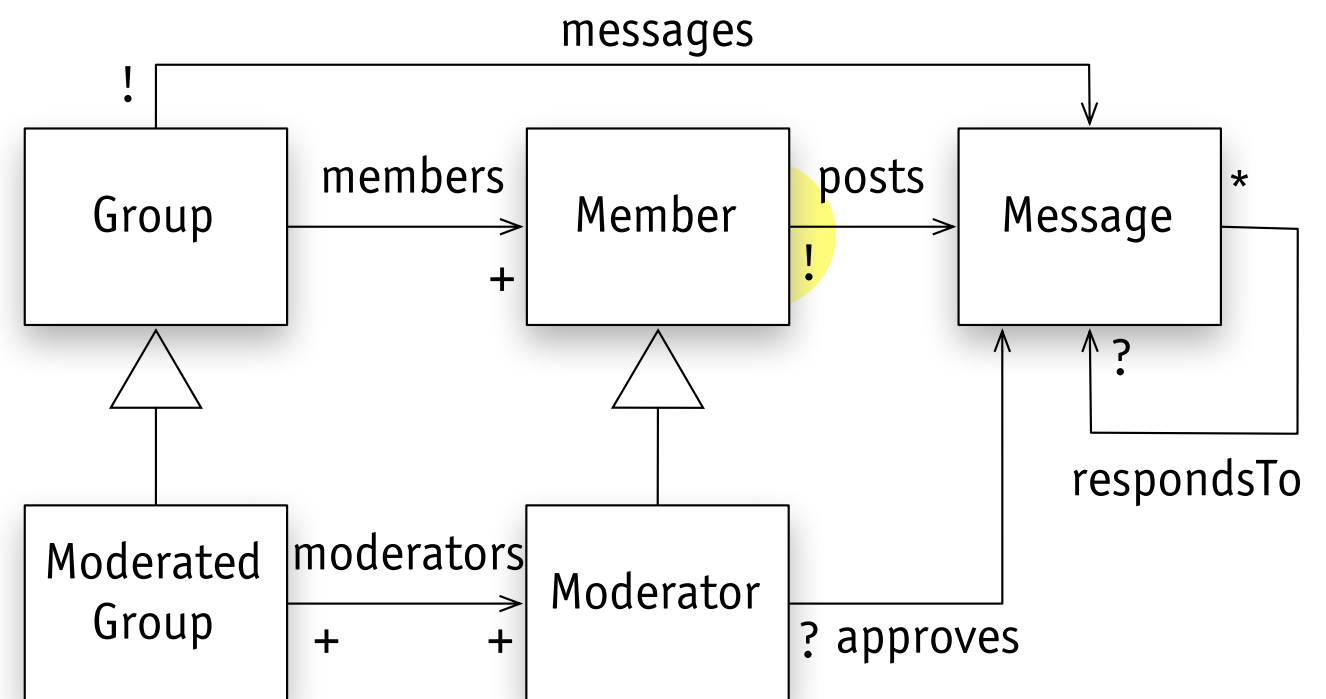 messages
!
members
posts
*
Group
Member
Message
+
!
?
respondsTo
Moderated
Group
moderators
Moderator
+
+
? approves